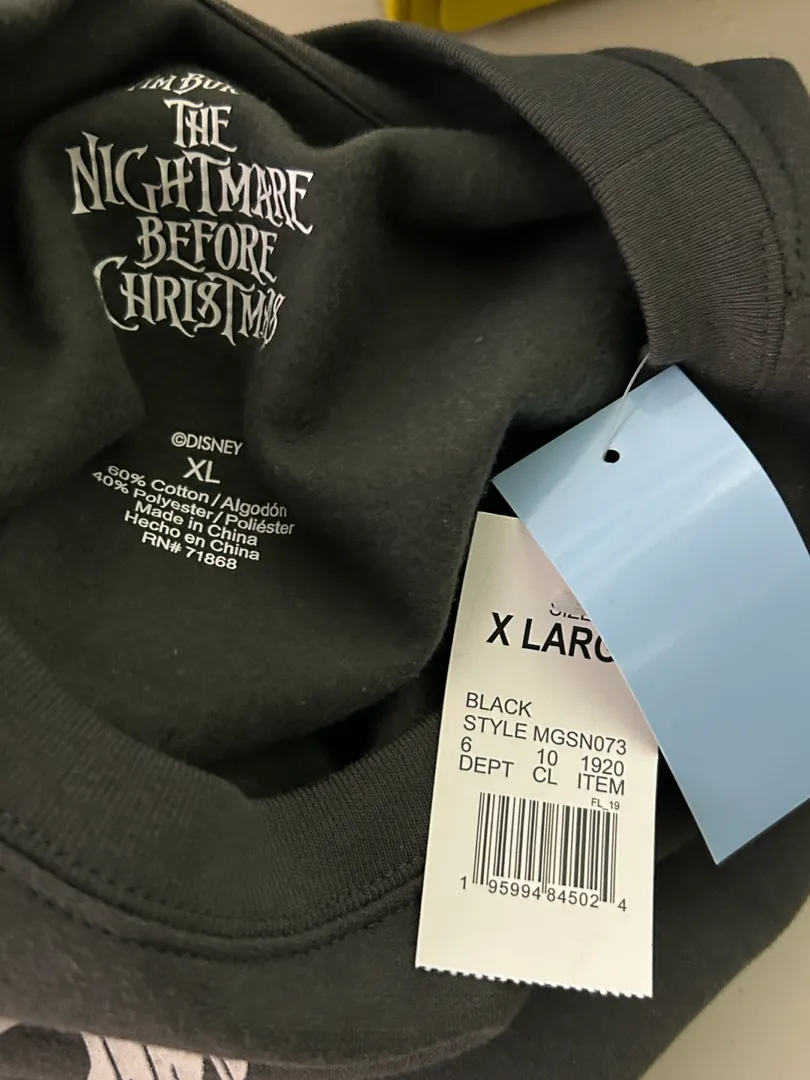 THE
NIGHTMARE
BEFORE
CHRISTMAS
©DISNEY
XL
60% Cotton / Algodón
40% Polyester / Poliéster
Made in China
Hecho en China
RN# 71868
X LARG
BLACK
STYLE MGSN073
6 10 1920
DEPT CL ITEM
FL_19
1 95994 84502 4